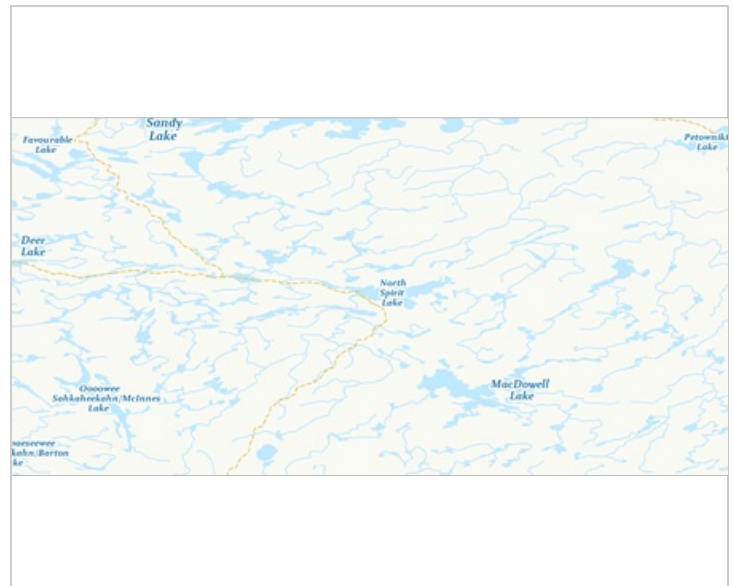 Sandy
Lake
Favourable
Lake
Petownik
Lake
Deer
Lake
North
Spirit
Lake
MacDowell
Lake
Oooowee
Sahkaheekahn/McInnes
Lake
kahn/Barton
ke